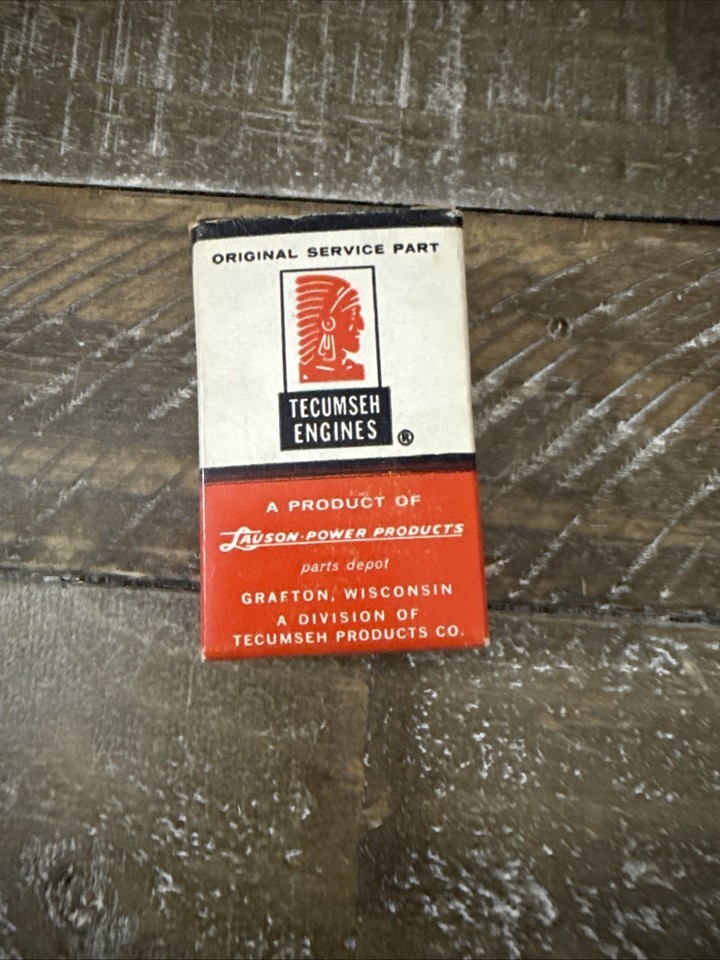 ORIGINAL SERVICE PART
TECUMSEH
ENGINES ®
A PRODUCT OF
LAUSON-POWER PRODUCTS
parts depot
GRAFTON, WISCONSIN
A DIVISION OF
TECUMSEH PRODUCTS CO.